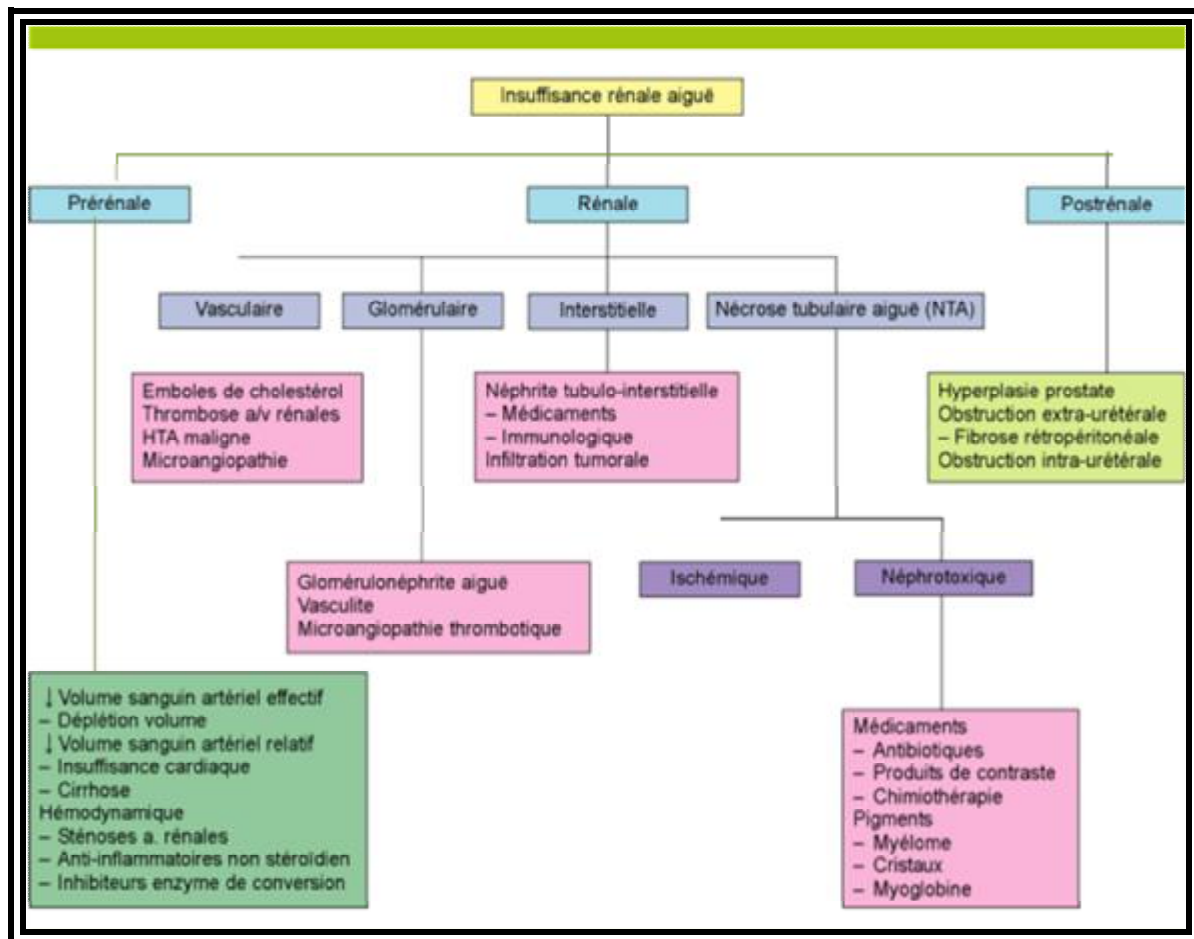 Insuffisance rénale aiguë
Prérénale
Rénale
Postrénale
Vasculaire
Glomérulaire
Interstitielle
Nécrose tubulaire aiguë (NTA)
Emboles de cholestérol
Thrombose a/v rénales
HTA maligne
Microangiopathie
Néphrite tubulo-interstitielle
– Médicaments
– Immunologique
Infiltration tumorale
Hyperplasie prostate
Obstruction extra-urétérale
– Fibrose rétropéritonéale
Obstruction intra-urétérale
Glomérulonéphrite aiguë
Vasculite
Microangiopathie thrombotique
Ischémique
Néphrotoxique
↓ Volume sanguin artériel effectif
– Déplétion volume
↓ Volume sanguin artériel relatif
– Insuffisance cardiaque
– Cirrhose
Hémodynamique
– Sténoses a. rénales
– Anti-inflammatoires non stéroïdien
– Inhibiteurs enzyme de conversion
Médicaments
– Antibiotiques
– Produits de contraste
– Chimiothérapie
Pigments
– Myélome
– Cristaux
– Myoglobine